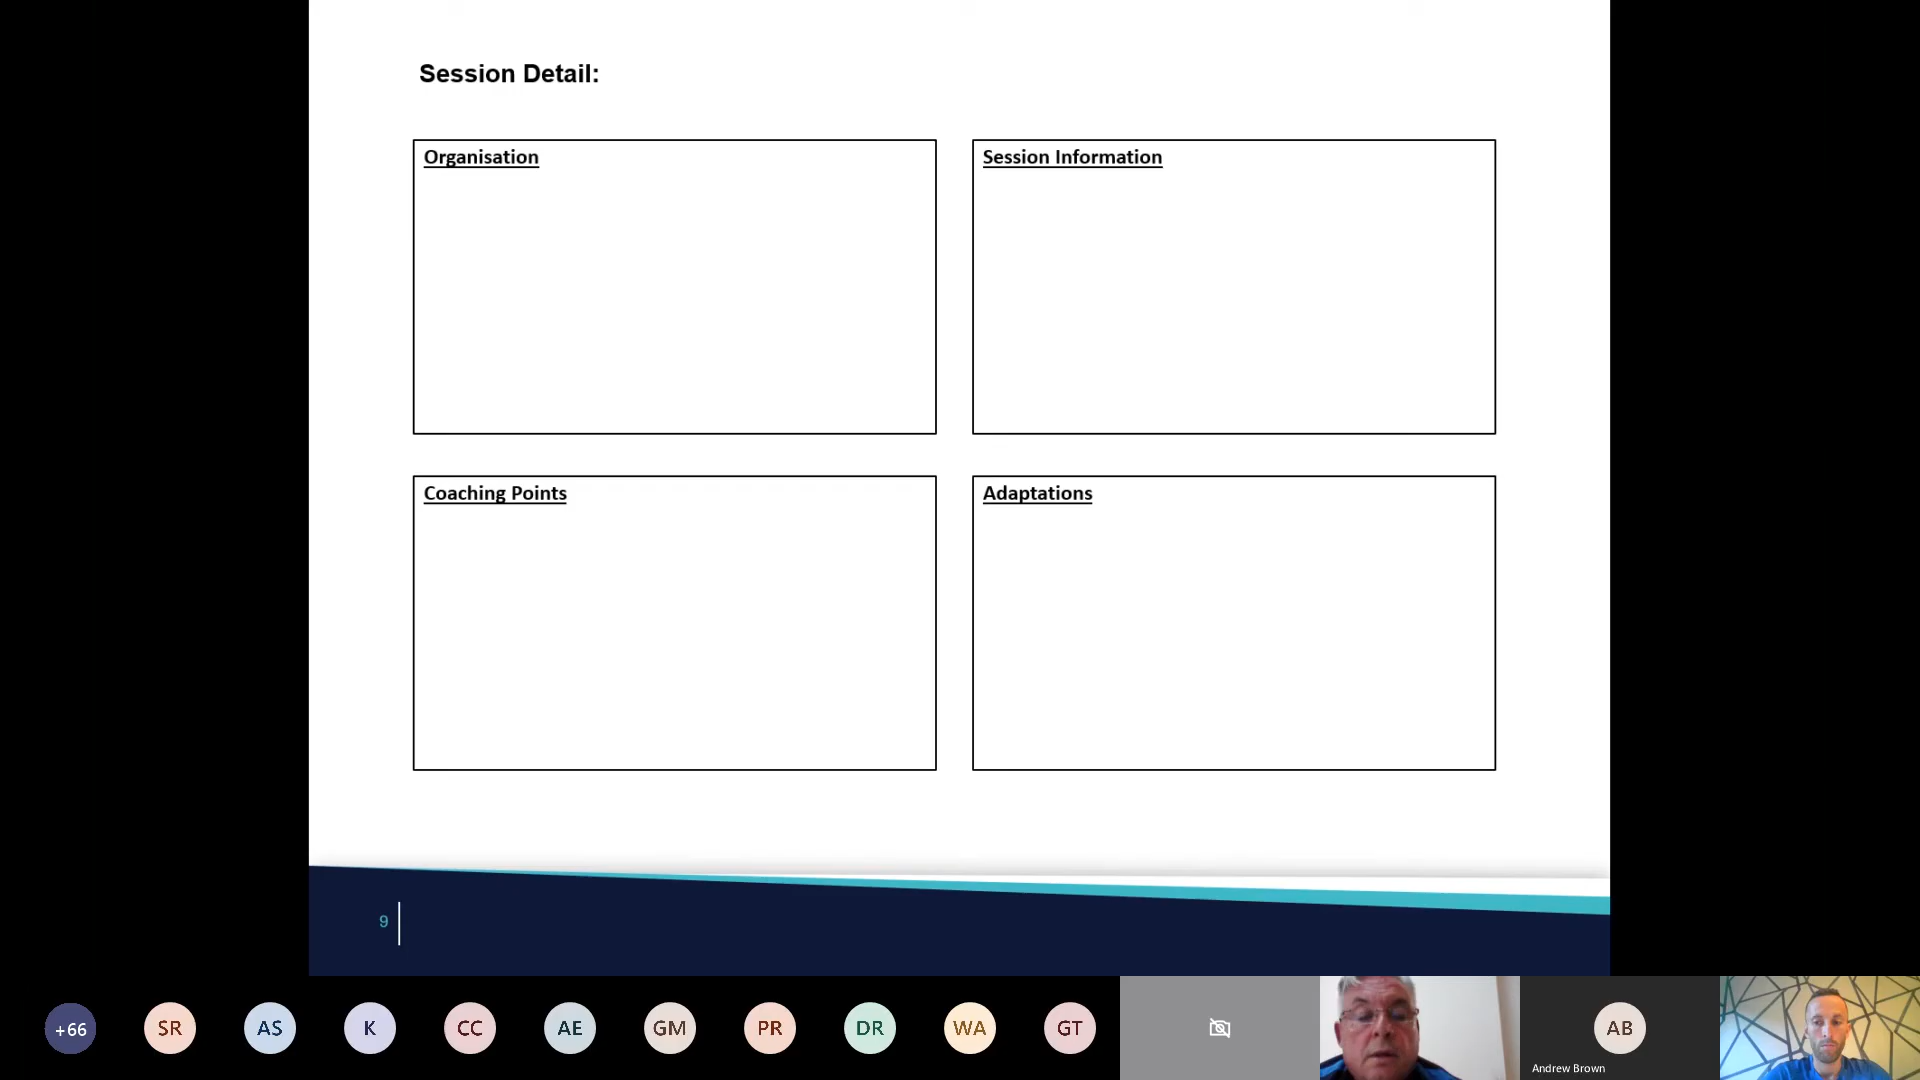 Session Detail:
Organisation
Session Information
Coaching Points
Adaptations
9
+66
SR
AS
K
CC
AE
GM
PR
DR
WA
GT
AB
Andrew Brown